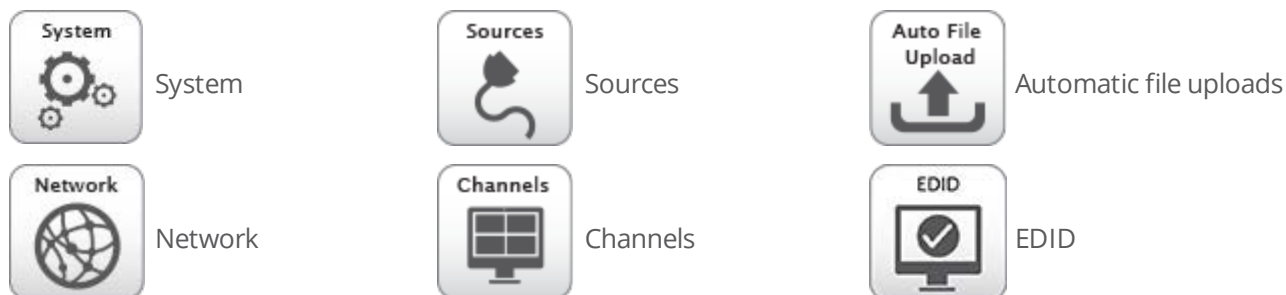 System
System
Sources
Sources
Auto File
Upload
Automatic file uploads
Network
Network
Channels
Channels
EDID
EDID